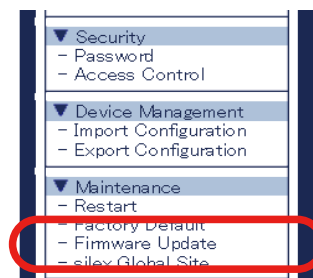 ▼ Security
- Password
- Access Control
▼ Device Management
- Import Configuration
- Export Configuration
▼ Maintenance
- Restart
- Factory Default
- Firmware Update
- silex Global Site